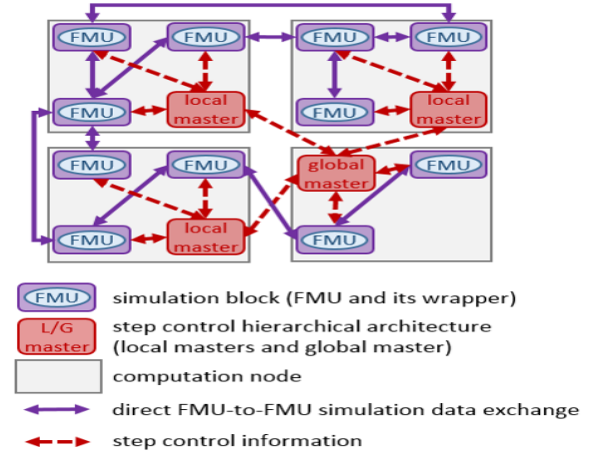 FMU FMU FMU FMU
FMU local master FMU local master
FMU FMU global master FMU
FMU local master FMU
FMU simulation block (FMU and its wrapper)
L/G master step control hierarchical architecture
(local masters and global master)
computation node
direct FMU-to-FMU simulation data exchange
step control information